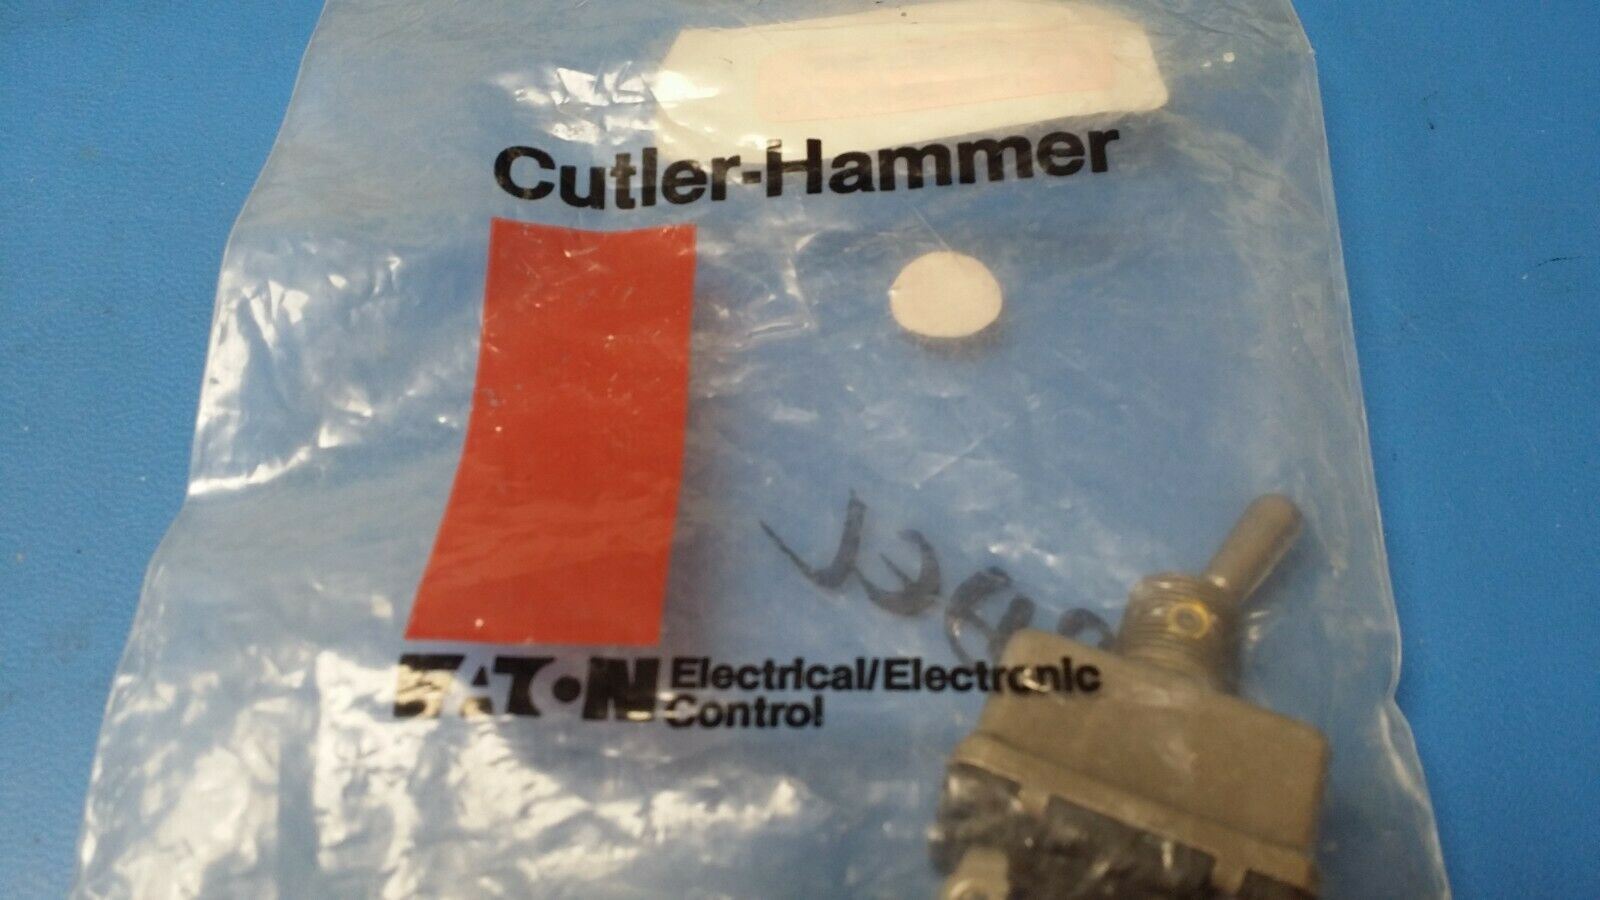 Cutler-Hammer
EATON Electrical/Electronic
Control